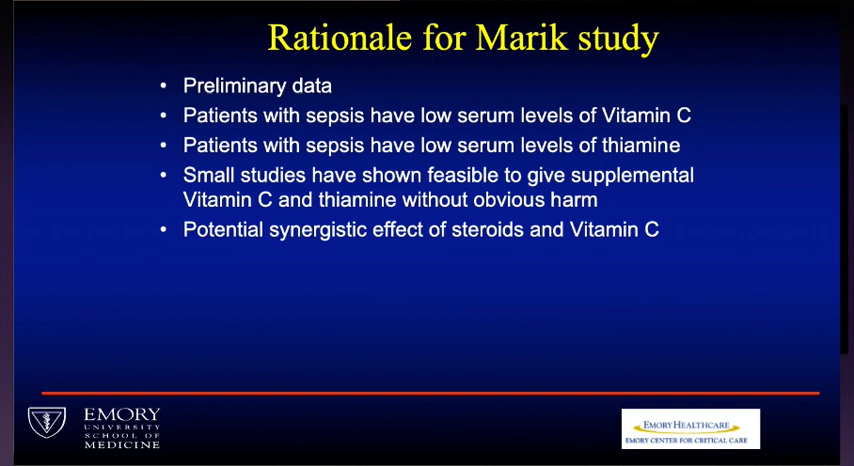 Rationale for Marik study
• Preliminary data
• Patients with sepsis have low serum levels of Vitamin C
• Patients with sepsis have low serum levels of thiamine
• Small studies have shown feasible to give supplemental
Vitamin C and thiamine without obvious harm
• Potential synergistic effect of steroids and Vitamin C
EMORY
UNIVERSITY
SCHOOL OF
MEDICINE
EMORY HEALTHCARE
EMORY CENTER FOR CRITICAL CARE